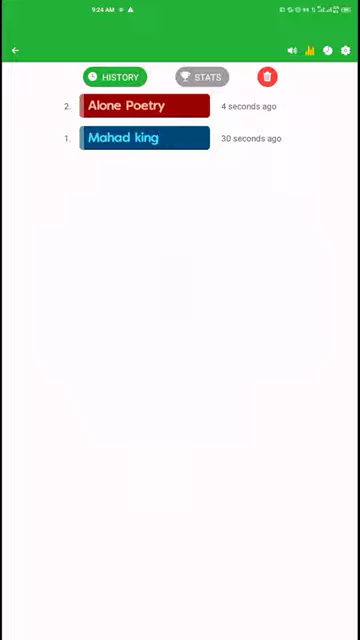 9:24 AM
HISTORY
STATS
2. Alone Poetry 4 seconds ago
1. Mahad king 30 seconds ago